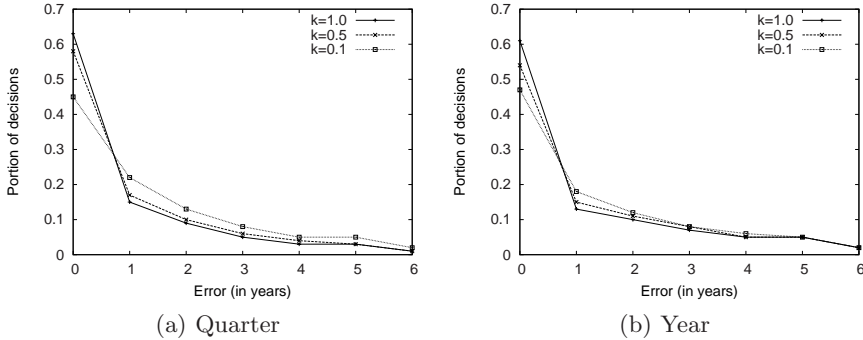 0.7
0.6
0.5
0.4
0.3
0.2
0.1
0
Portion of decisions
k=1.0
k=0.5
k=0.1
0 1 2 3 4 5 6
Error (in years)
(a) Quarter
0.7
0.6
0.5
0.4
0.3
0.2
0.1
0
Portion of decisions
k=1.0
k=0.5
k=0.1
0 1 2 3 4 5 6
Error (in years)
(b) Year